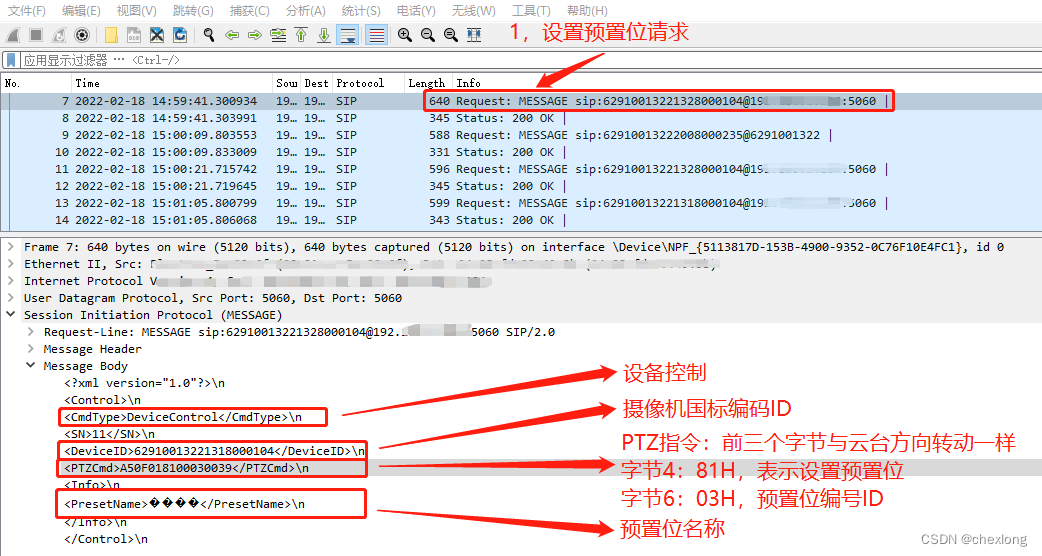 文件(F) 编辑(E) 视图(V) 跳转(G) 捕获(C) 分析(A) 统计(S) 电话(Y) 无线(W) 工具(T) 帮助(H)
1，设置预置位请求
应用显示过滤器 … <Ctrl-/>
No. Time Sou Dest Protocol Length Info
7 2022-02-18 14:59:41.300934 19… 19… SIP 640 Request: MESSAGE sip:62910013221328000104@19 :5060 |
8 2022-02-18 14:59:41.303991 19… 19… SIP 345 Status: 200 OK |
9 2022-02-18 15:00:09.803553 19… 19… SIP 588 Request: MESSAGE sip:62910013222008000235@6291001322 |
10 2022-02-18 15:00:09.833009 19… 19… SIP 331 Status: 200 OK |
11 2022-02-18 15:00:21.715742 19… 19… SIP 596 Request: MESSAGE sip:62910013221328000104@19 :5060 |
12 2022-02-18 15:00:21.719645 19… 19… SIP 345 Status: 200 OK |
13 2022-02-18 15:01:05.800799 19… 19… SIP 599 Request: MESSAGE sip:62910013221318000104@19 :5060 |
14 2022-02-18 15:01:05.806068 19… 19… SIP 343 Status: 200 OK |
Frame 7: 640 bytes on wire (5120 bits), 640 bytes captured (5120 bits) on interface \Device\NPF_{5113817D-153B-4900-9352-0C76F10E4FC1}, id 0
Ethernet II, Src:
Internet Protocol
User Datagram Protocol, Src Port: 5060, Dst Port: 5060
Session Initiation Protocol (MESSAGE)
Request-Line: MESSAGE sip:62910013221328000104@192. 5060 SIP/2.0
Message Header
Message Body
<?xml version="1.0"?>\n
<Control>\n
<CmdType>DeviceControl</CmdType>\n
设备控制
<SN>11</SN>\n
<DeviceID>62910013221318000104</DeviceID>\n
摄像机国标编码ID
<PTZCmd>A50F018100030039</PTZCmd>\n
PTZ指令：前三个字节与云台方向转动一样
字节4：81H，表示设置预置位
字节6：03H，预置位编号ID
<Info>\n
<PresetName>����</PresetName>\n
预置位名称
</Info>\n
</Control>\n
CSDN @chexlong